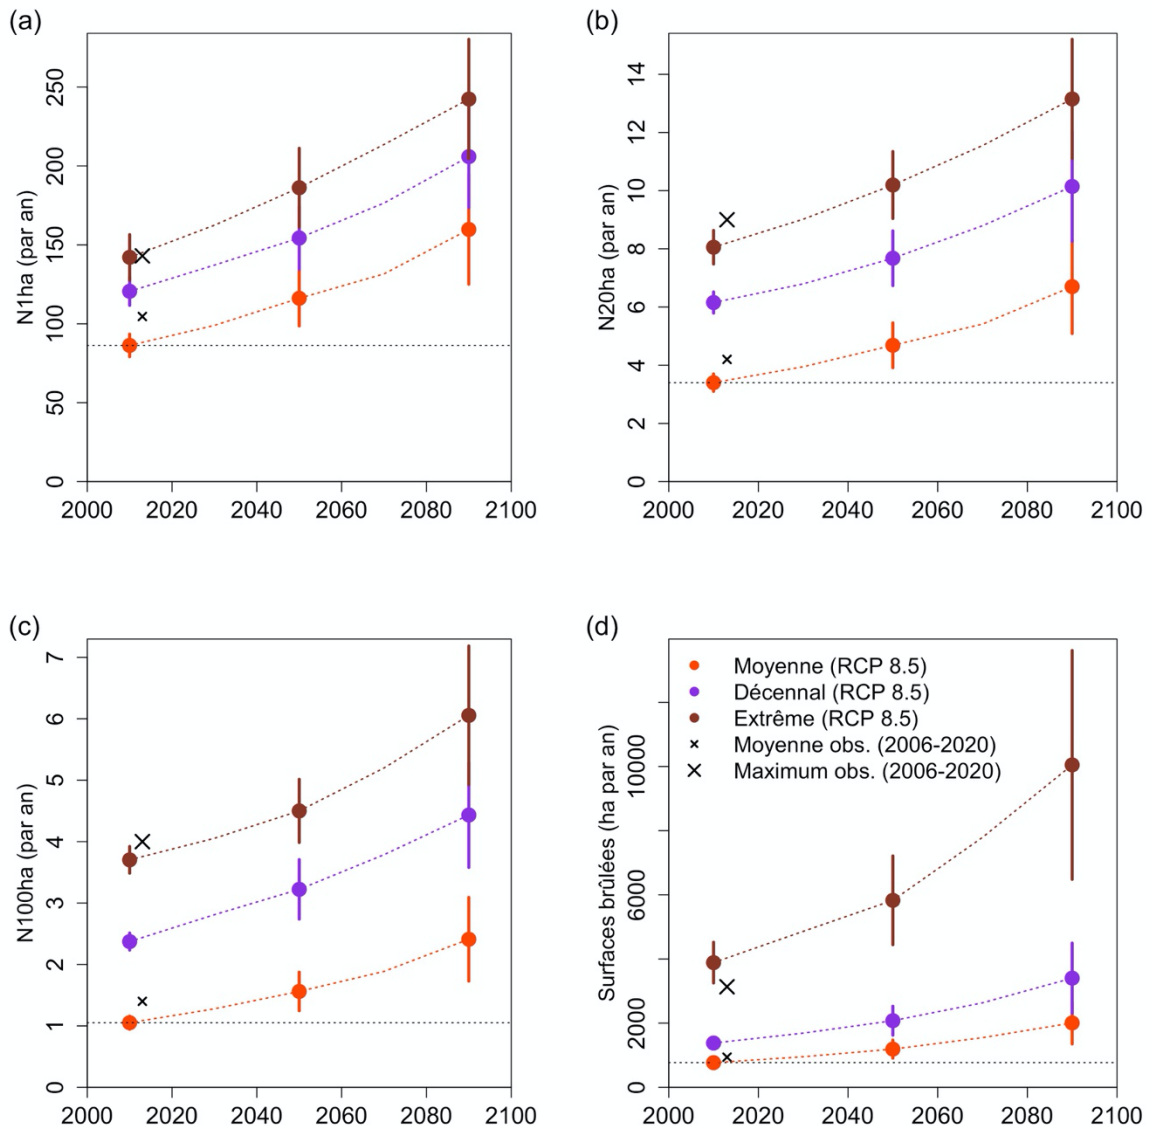 (a)
N1ha (par an)
250
200
150
100
50
0
2000 2020 2040 2060 2080 2100
(b)
N20ha (par an)
14
12
10
8
6
4
2
0
2000 2020 2040 2060 2080 2100
(c)
N100ha (par an)
7
6
5
4
3
2
1
0
2000 2020 2040 2060 2080 2100
(d)
Surfaces brûlées (ha par an)
10000
6000
2000
0
Moyenne (RCP 8.5)
Décennal (RCP 8.5)
Extrême (RCP 8.5)
Moyenne obs. (2006-2020)
Maximum obs. (2006-2020)
2000 2020 2040 2060 2080 2100